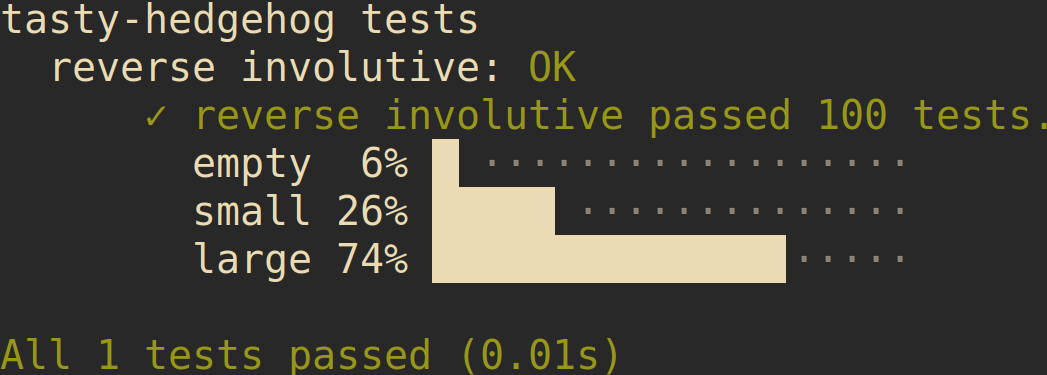 tasty-hedgehog tests
reverse involutive: OK
✓ reverse involutive passed 100 tests.
empty 6% ··················
small 26% ··············
large 74% ·····
All 1 tests passed (0.01s)